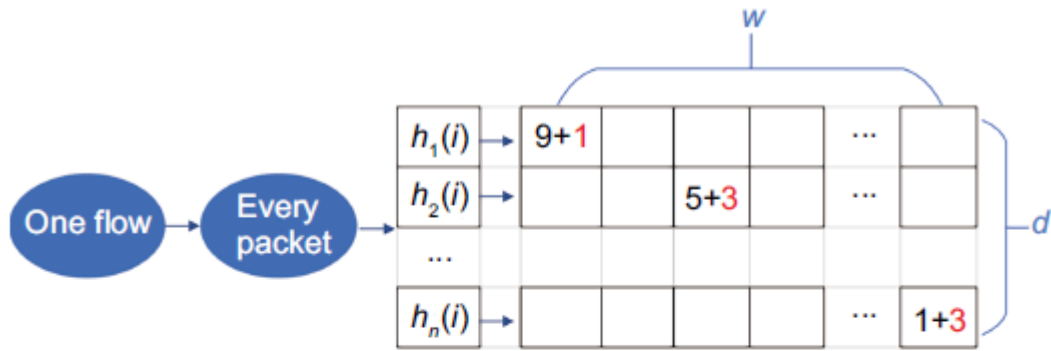 w
h₁(i) 9+1 ...
One flow
Every
packet
h₂(i) 5+3 ...
d
...
hₙ(i) ... 1+3